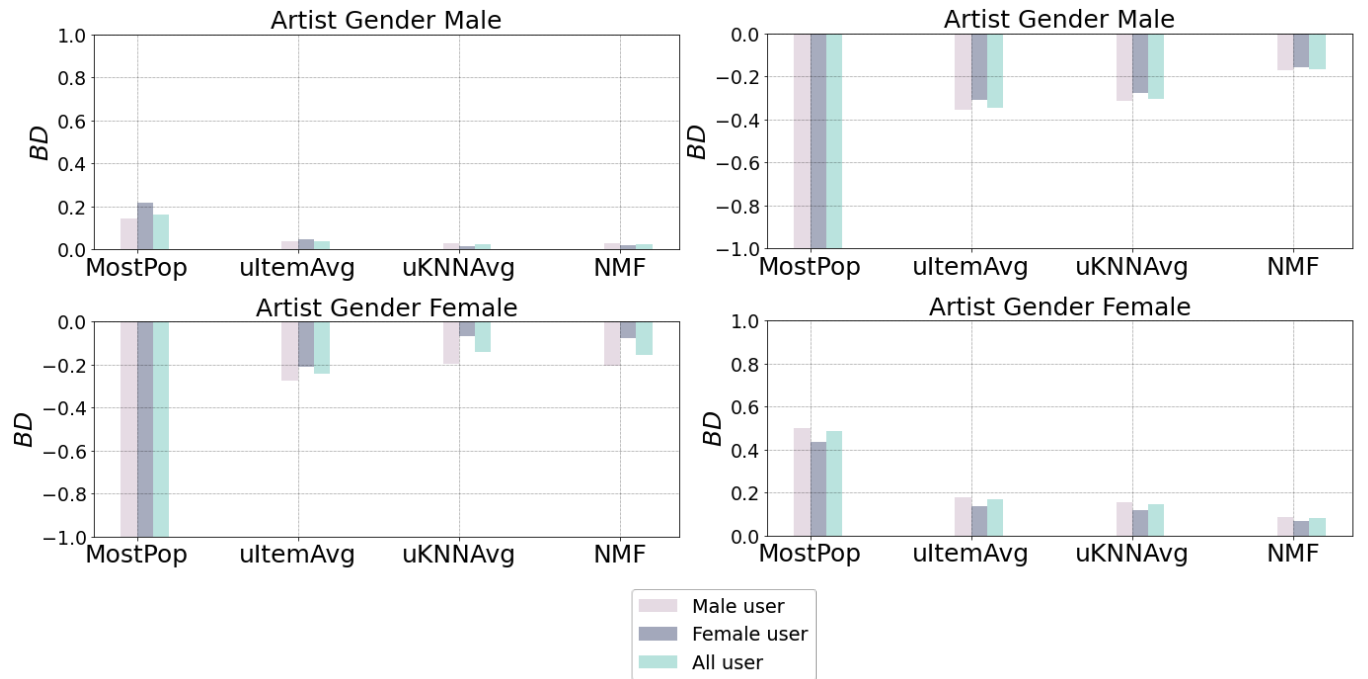 Artist Gender Male
1.0
0.8
0.6
0.4
0.2
0.0
BD
MostPop uItemAvg uKNNAvg NMF
Artist Gender Male
0.0
−0.2
−0.4
−0.6
−0.8
−1.0
BD
MostPop uItemAvg uKNNAvg NMF
Artist Gender Female
0.0
−0.2
−0.4
−0.6
−0.8
−1.0
BD
MostPop uItemAvg uKNNAvg NMF
Artist Gender Female
1.0
0.8
0.6
0.4
0.2
0.0
BD
MostPop uItemAvg uKNNAvg NMF
Male user
Female user
All user